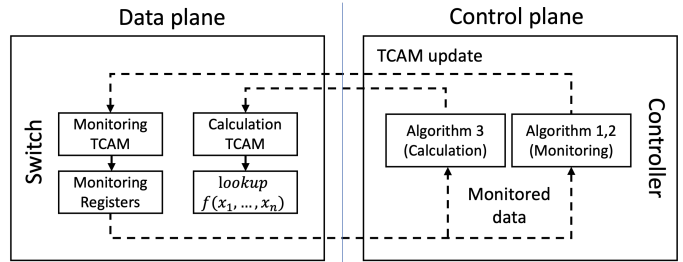 Data plane
Control plane
TCAM update
Switch
Monitoring
TCAM
Calculation
TCAM
Monitoring
Registers
lookup
f(x₁, …, xₙ)
Algorithm 3
(Calculation)
Algorithm 1,2
(Monitoring)
Monitored
data
Controller